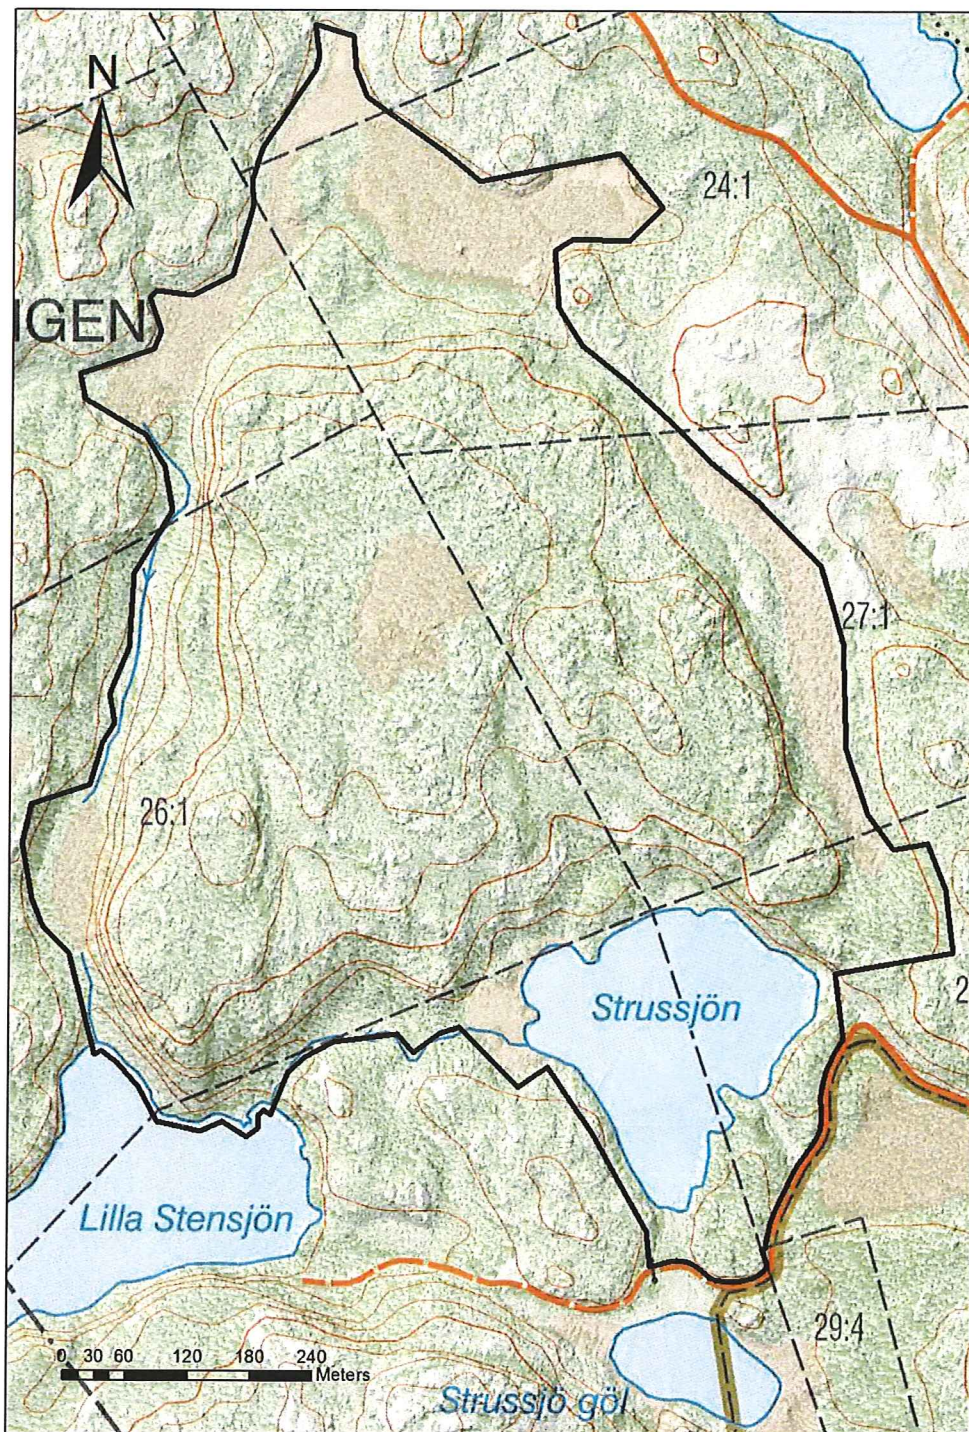 N
24:1
IGEN
27:1
26:1
2
Strussjön
Lilla Stensjön
29:4
0 30 60 120 180 240
Meters
Strussjö göl